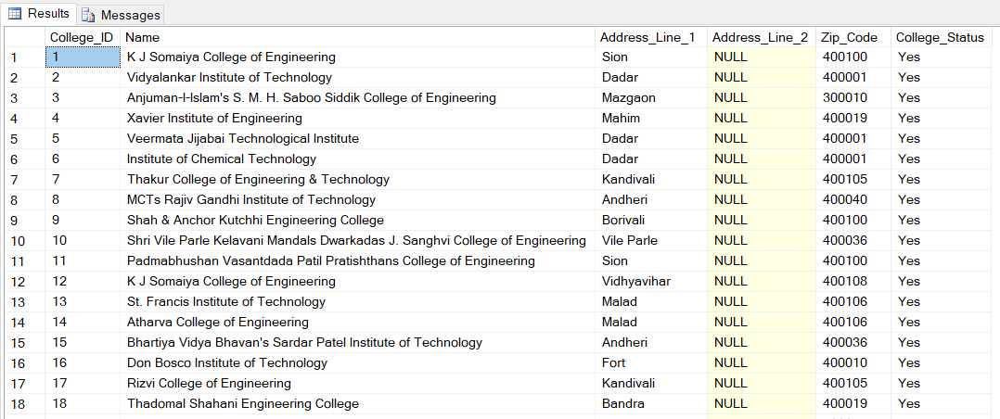 Results Messages
College_ID Name Address_Line_1 Address_Line_2 Zip_Code College_Status
1 1 K J Somaiya College of Engineering Sion NULL 400100 Yes
2 2 Vidyalankar Institute of Technology Dadar NULL 400001 Yes
3 3 Anjuman-I-Islam's S. M. H. Saboo Siddik College of Engineering Mazgaon NULL 300010 Yes
4 4 Xavier Institute of Engineering Mahim NULL 400019 Yes
5 5 Veermata Jijabai Technological Institute Dadar NULL 400001 Yes
6 6 Institute of Chemical Technology Dadar NULL 400001 Yes
7 7 Thakur College of Engineering & Technology Kandivali NULL 400105 Yes
8 8 MCTs Rajiv Gandhi Institute of Technology Andheri NULL 400040 Yes
9 9 Shah & Anchor Kutchhi Engineering College Borivali NULL 400100 Yes
10 10 Shri Vile Parle Kelavani Mandals Dwarkadas J. Sanghvi College of Engineering Vile Parle NULL 400036 Yes
11 11 Padmabhushan Vasantdada Patil Pratishthans College of Engineering Sion NULL 400100 Yes
12 12 K J Somaiya College of Engineering Vidhyavihar NULL 400108 Yes
13 13 St. Francis Institute of Technology Malad NULL 400106 Yes
14 14 Atharva College of Engineering Malad NULL 400106 Yes
15 15 Bhartiya Vidya Bhavan's Sardar Patel Institute of Technology Andheri NULL 400036 Yes
16 16 Don Bosco Institute of Technology Fort NULL 400010 Yes
17 17 Rizvi College of Engineering Kandivali NULL 400105 Yes
18 18 Thadomal Shahani Engineering College Bandra NULL 400019 Yes